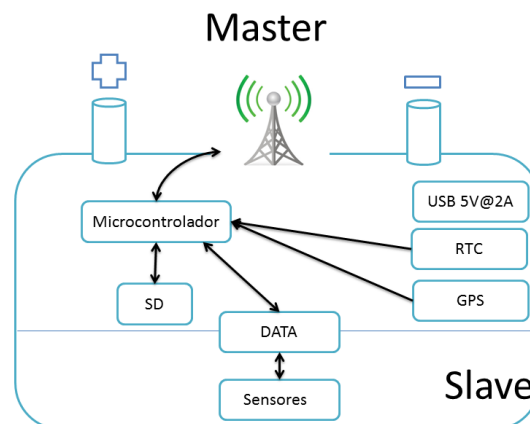 Master
Microcontrolador
USB 5V@2A
RTC
SD
GPS
DATA
Sensores
Slave